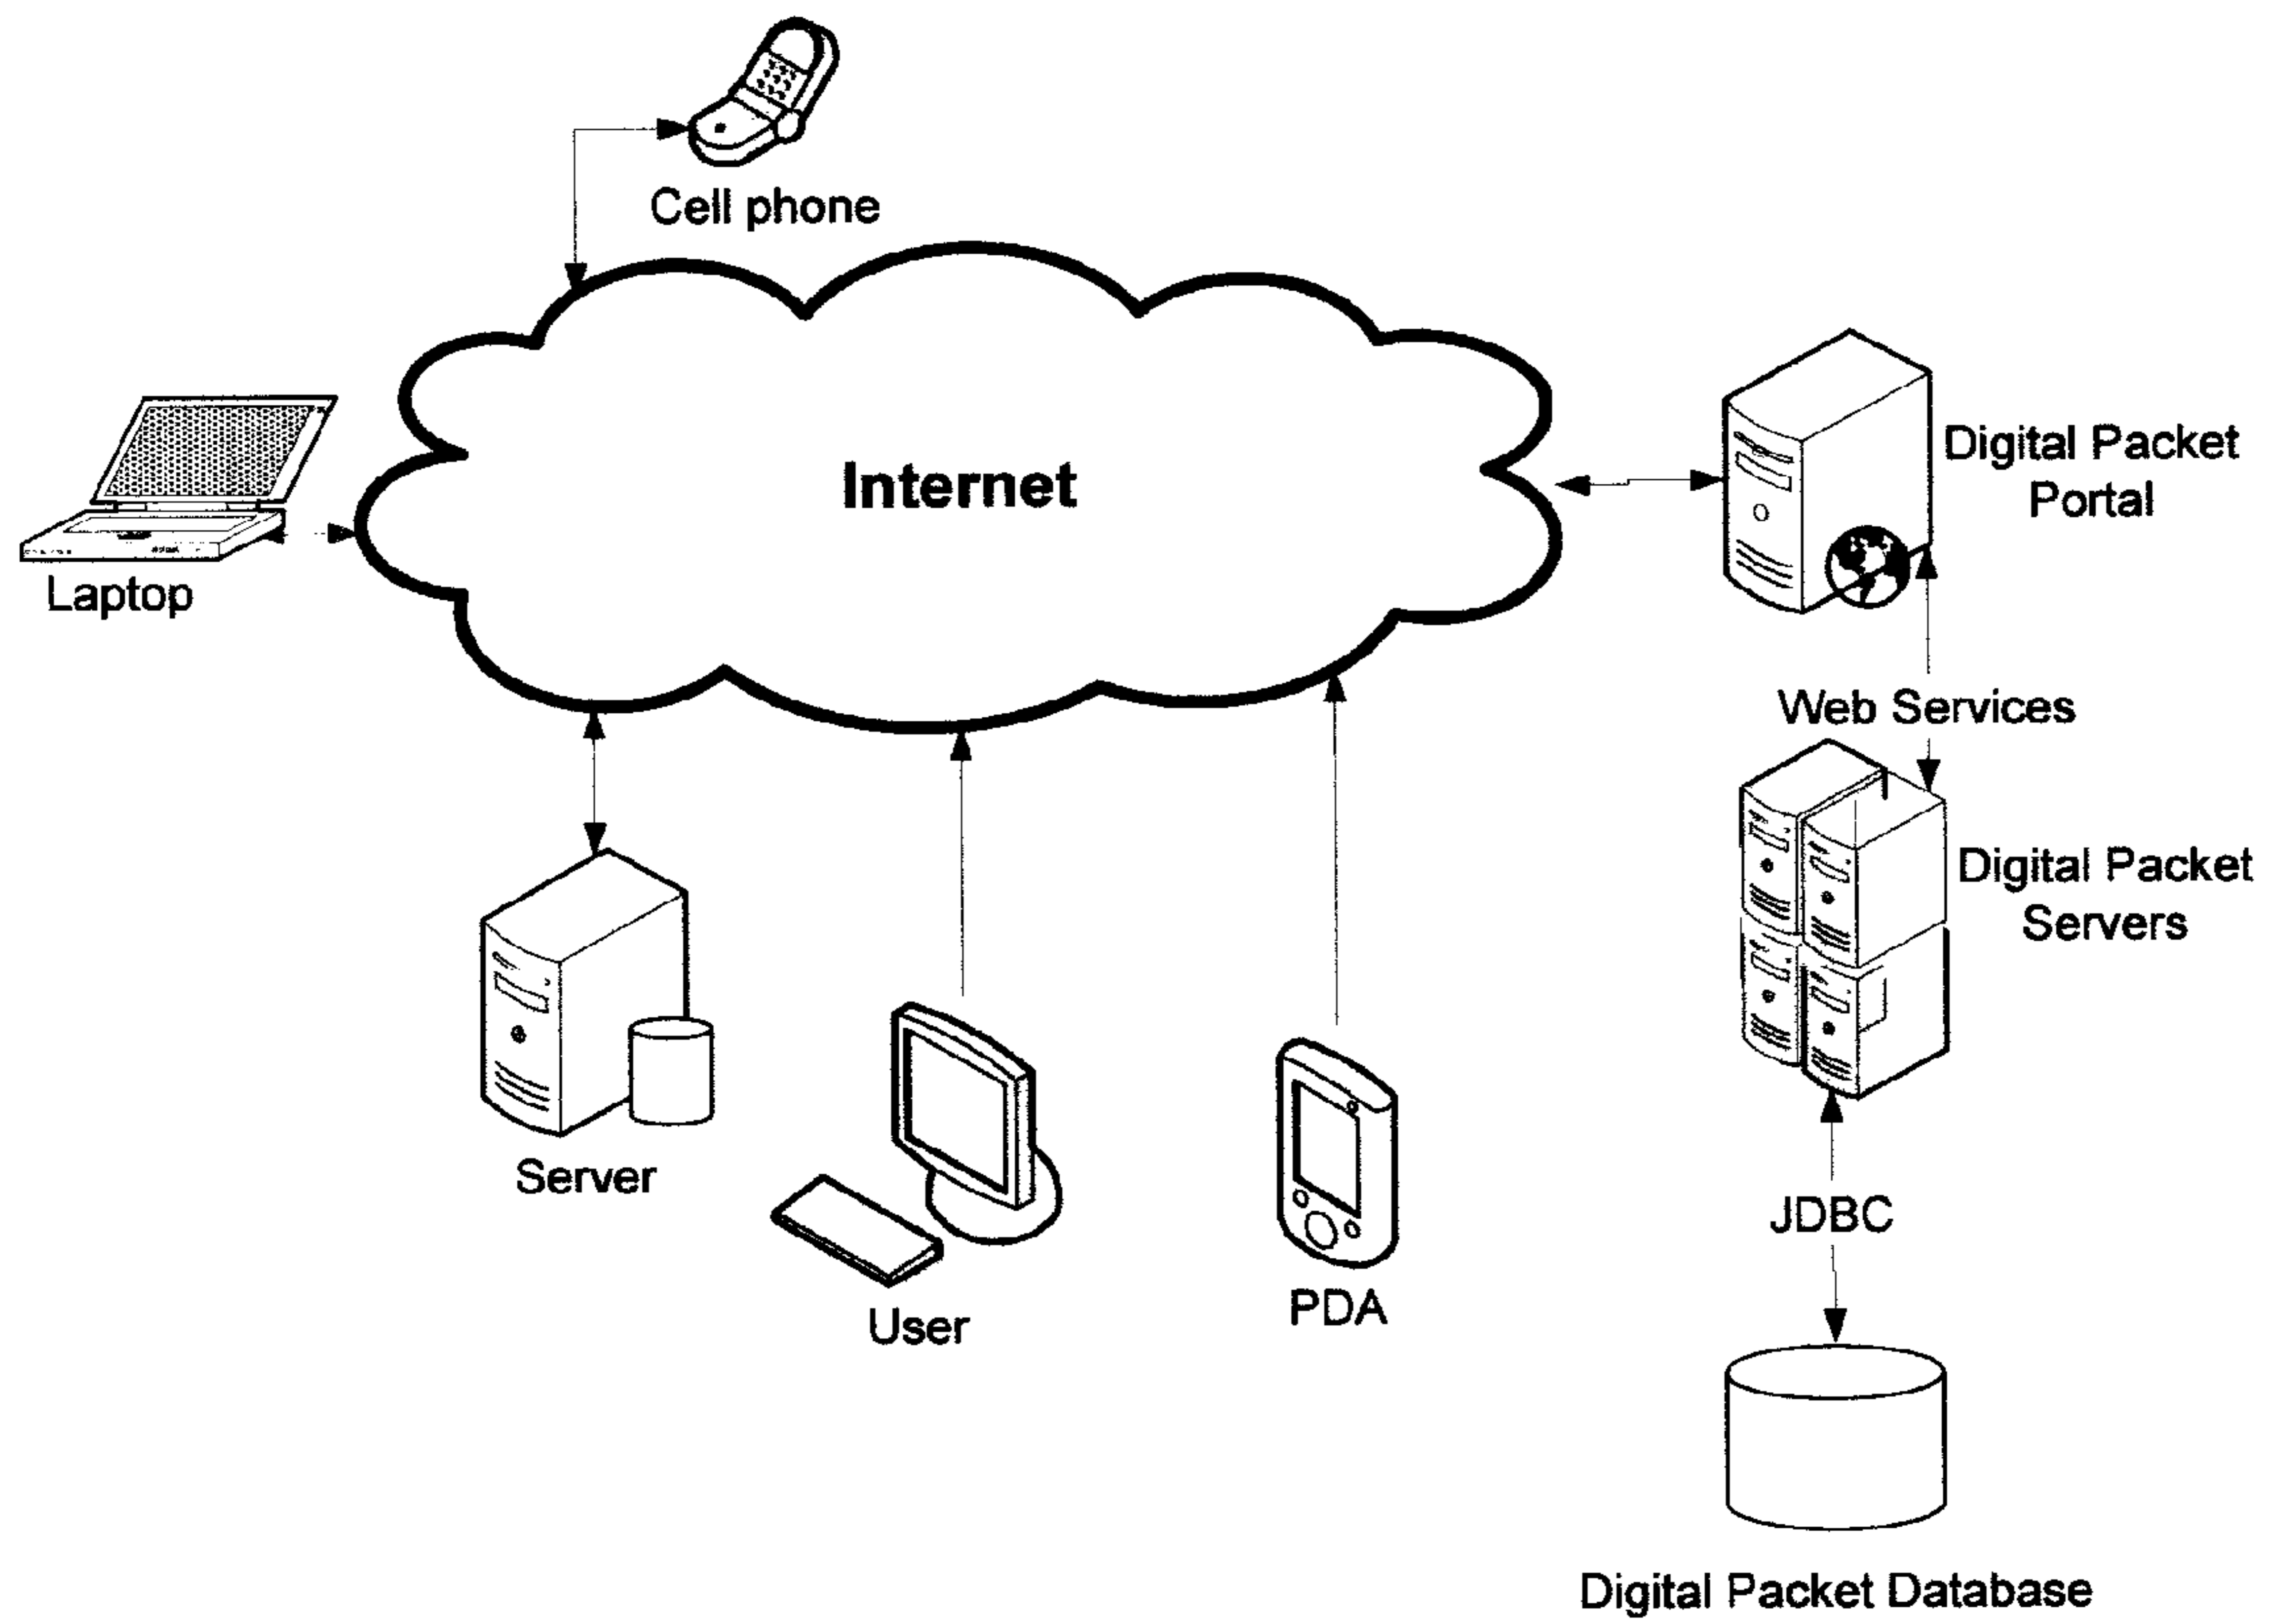 Cell phone
Internet
Digital Packet
Portal
Laptop
Web Services
Digital Packet
Servers
Server
JDBC
PDA
User
Digital Packet Database